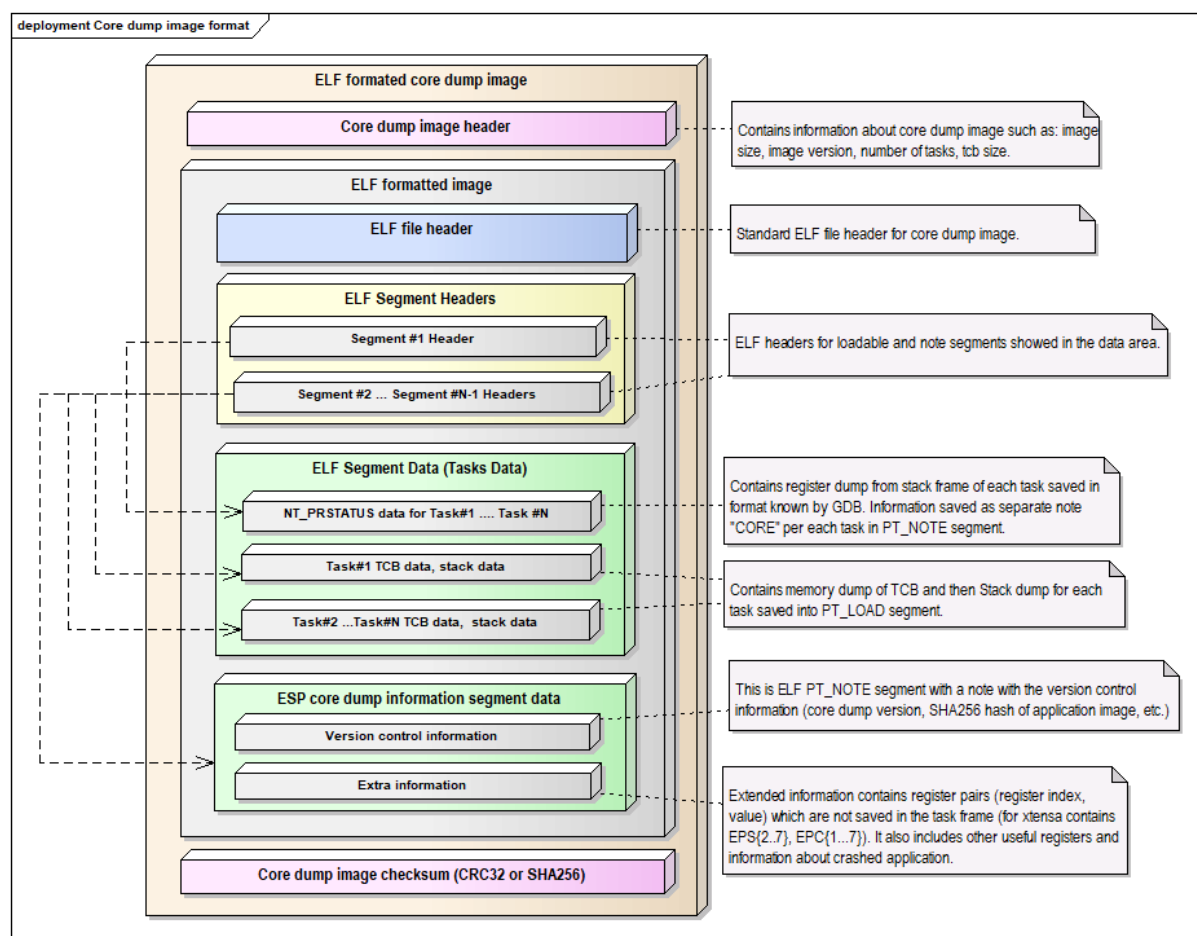 deployment Core dump image format
ELF formated core dump image
Core dump image header
Contains information about core dump image such as: image
size, image version, number of tasks, tcb size.
ELF formatted image
ELF file header
Standard ELF file header for core dump image.
ELF Segment Headers
Segment #1 Header
ELF headers for loadable and note segments showed in the data area.
Segment #2 ... Segment #N-1 Headers
ELF Segment Data (Tasks Data)
NT_PRSTATUS data for Task#1 .... Task #N
Contains register dump from stack frame of each task saved in
format known by GDB. Information saved as separate note
"CORE" per each task in PT_NOTE segment.
Task#1 TCB data, stack data
Task#2 ...Task#N TCB data,  stack data
Contains memory dump of TCB and then Stack dump for each
task saved into PT_LOAD segment.
ESP core dump information segment data
Version control information
This is ELF PT_NOTE segment with a note with the version control
information (core dump version, SHA256 hash of application image, etc.)
Extra information
Extended information contains register pairs (register index,
value) which are not saved in the task frame (for xtensa contains
EPS{2..7}, EPC{1...7}). It also includes other useful registers and
information about crashed application.
Core dump image checksum (CRC32 or SHA256)